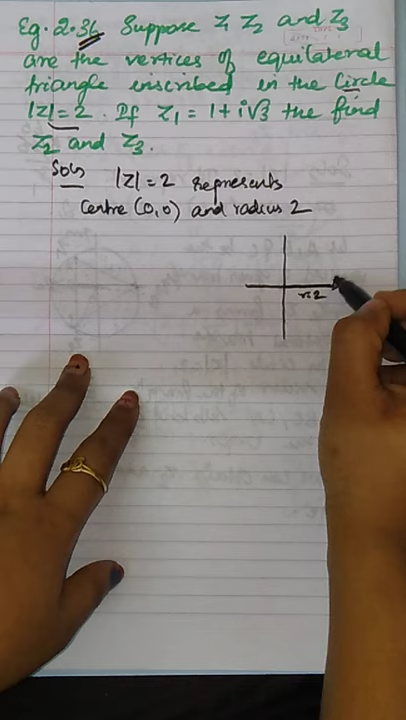 Eg. 2.36 Suppose Z₁ Z₂ and Z₃
are the vertices of equilateral
triangle inscribed in the Circle
|Z| = 2. If Z₁ = 1 + i√3 the find
Z₂ and Z₃.
Soln |Z| = 2 represents
Centre (0,0) and radius 2
r=2